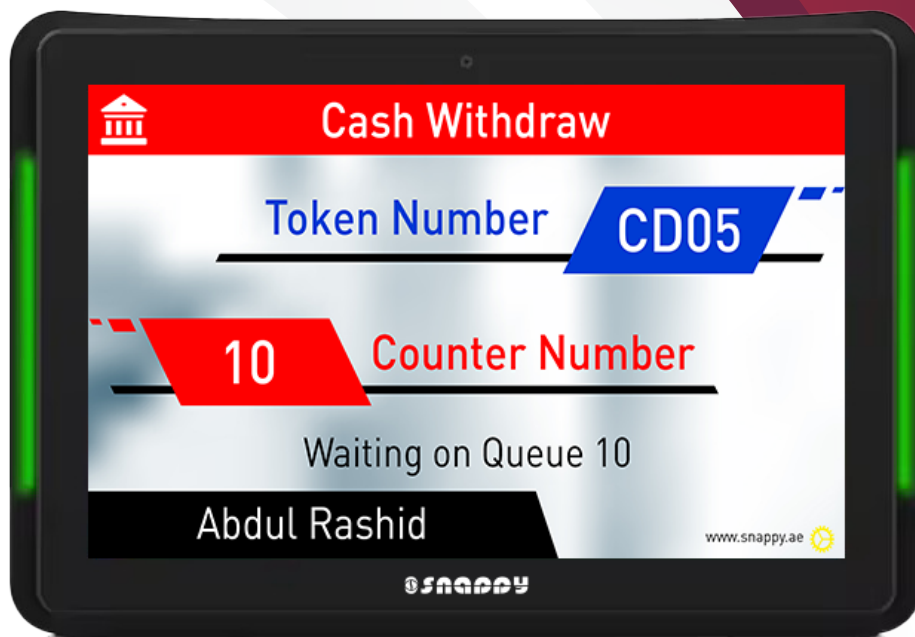 Cash Withdraw
Token Number CD05
10 Counter Number
Waiting on Queue 10
Abdul Rashid
www.snappy.ae
SNAPPY